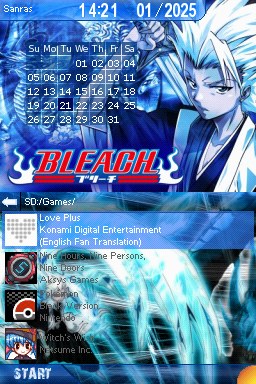 Sanras
14:21
01/2025
Su Mo Tu We Th Fr Sa
01 02 03 04
05 06 07 08 09 10 11
12 13 14 15 16 17 18
19 20 21 22 23 24 25
26 27 28 29 30 31
BLEACH
ブリーチ
SD:/Games/
Love Plus
Konami Digital Entertainment
(English Fan Translation)
Nine Hours, Nine Persons,
Nine Doors
Aksys Games
Pokémon
Black Version
Nintendo
Witch's
Natsume Inc.
START